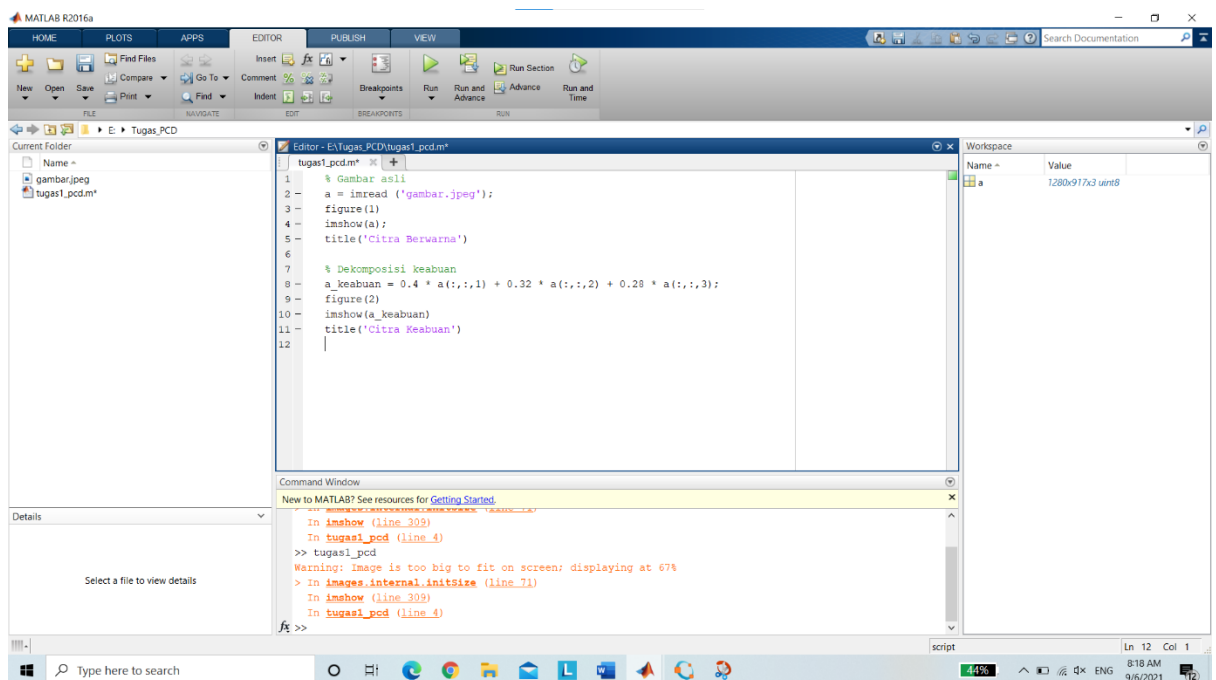 MATLAB R2016a
HOME PLOTS APPS EDITOR PUBLISH VIEW
Search Documentation
New Open Save
Find Files
Compare
Print
FILE
Go To
Find
NAVIGATE
Insert fx
Comment
Indent
EDIT
Breakpoints
BREAKPOINTS
Run
Run and Advance
Run Section
Advance
Run and Time
RUN
E: Tugas_PCD
Current Folder
Name
gambar.jpeg
tugas1_pcd.m*
Details
Select a file to view details
Editor - E:\Tugas_PCD\tugas1_pcd.m*
tugas1_pcd.m*
1 % Gambar asli
2 - a = imread ('gambar.jpeg');
3 - figure(1)
4 - imshow(a);
5 - title('Citra Berwarna')
6
7 % Dekomposisi keabuan
8 - a_keabuan = 0.4 * a(:,:,1) + 0.32 * a(:,:,2) + 0.28 * a(:,:,3);
9 - figure(2)
10 - imshow(a_keabuan)
11 - title('Citra Keabuan')
12
Command Window
New to MATLAB? See resources for Getting Started.
In imshow (line 309)
In tugas1_pcd (line 4)
>> tugas1_pcd
Warning: Image is too big to fit on screen; displaying at 67%
> In images.internal.initSize (line 71)
In imshow (line 309)
In tugas1_pcd (line 4)
fx >>
Workspace
Name Value
a 1280x917x3 uint8
script Ln 12 Col 1
Type here to search
44%
ENG
8:18 AM
9/6/2021